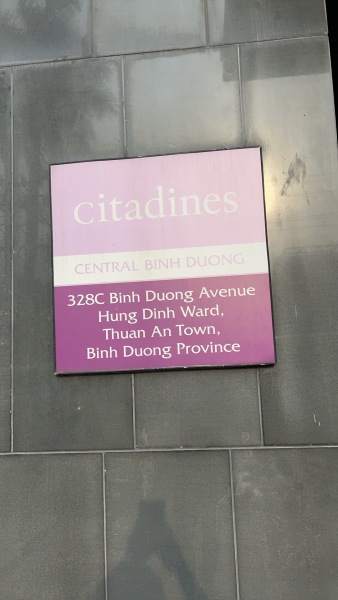 citadines
CENTRAL BINH DUONG
328C Binh Duong Avenue
Hung Dinh Ward,
Thuan An Town,
Binh Duong Province